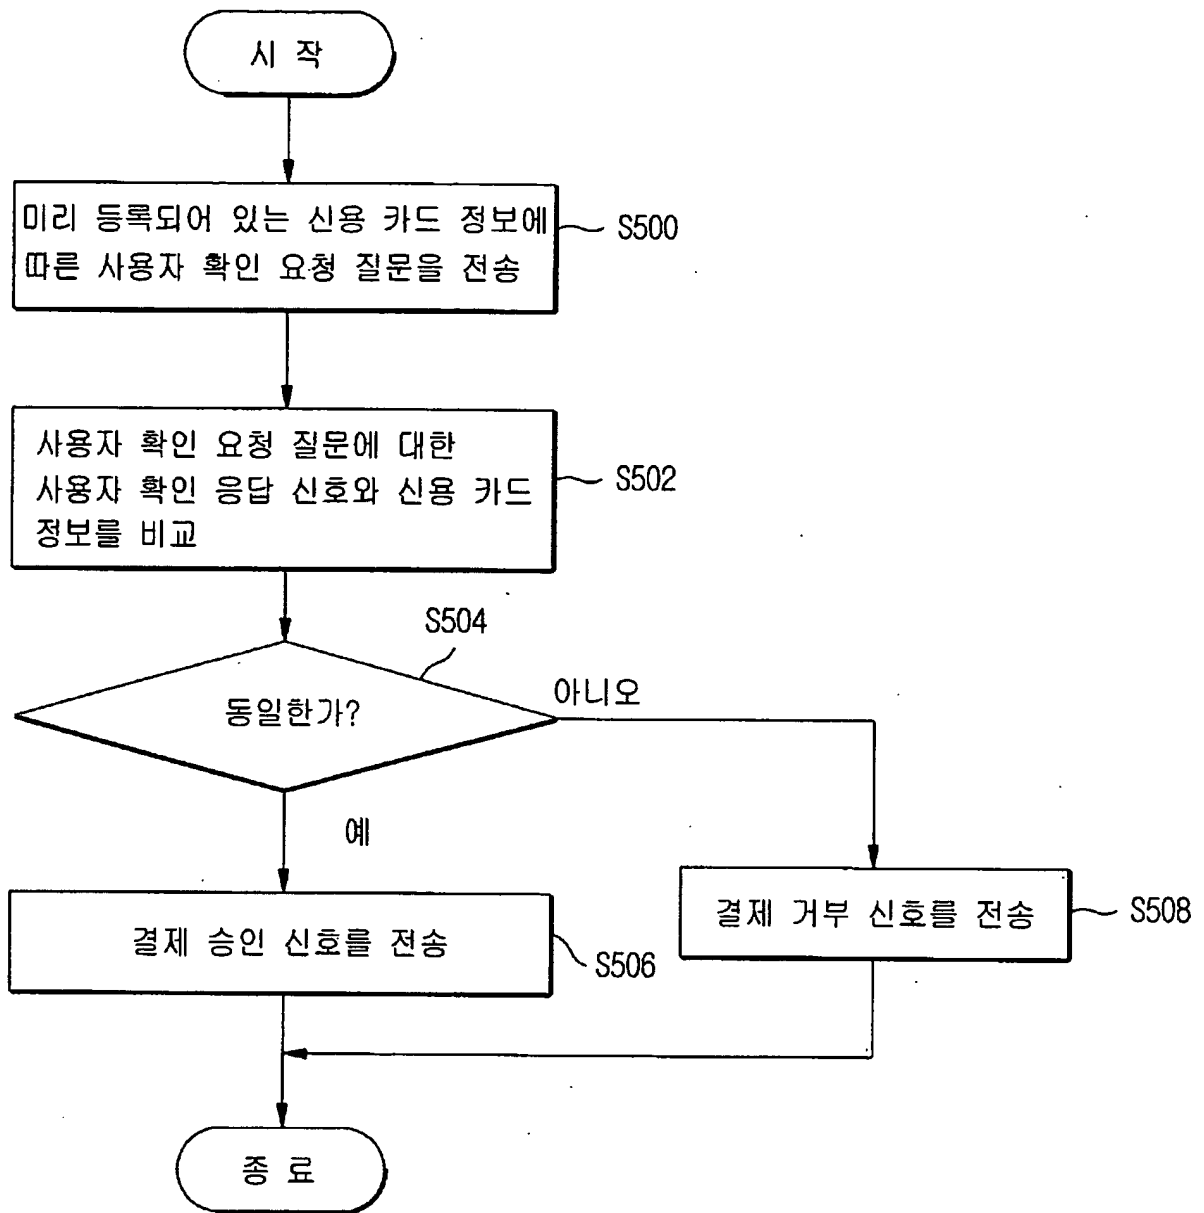 시 작
미리 등록되어 있는 신용 카드 정보에
따른 사용자 확인 요청 질문을 전송
S500
사용자 확인 요청 질문에 대한
사용자 확인 응답 신호와 신용 카드
정보를 비교
S502
S504
동일한가?
아니오
예
결제 승인 신호를 전송
S506
결제 거부 신호를 전송
S508
종 료